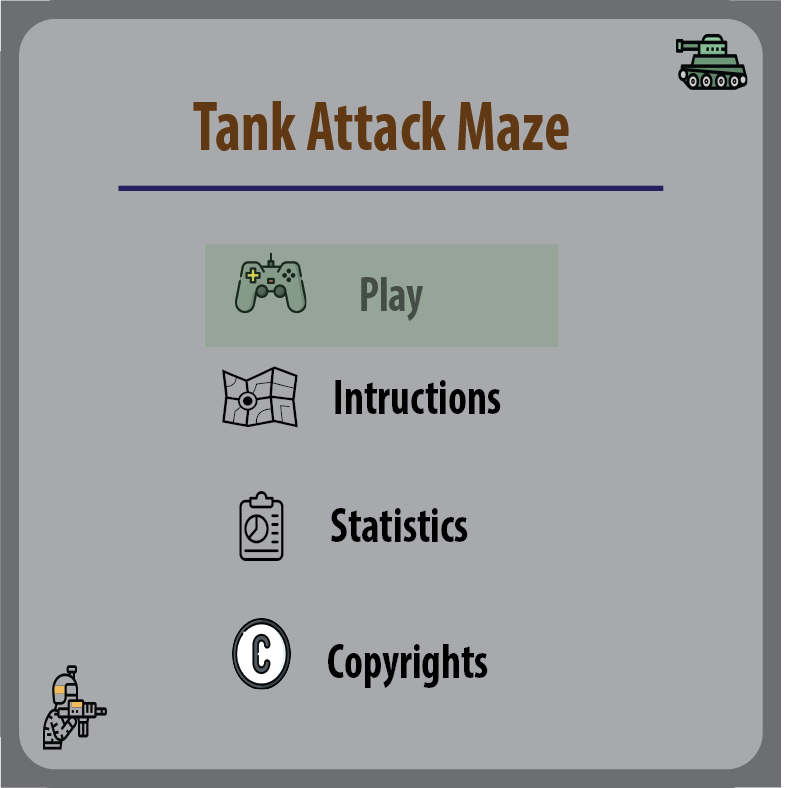 Tank Attack Maze
Play
Intructions
Statistics
C
Copyrights